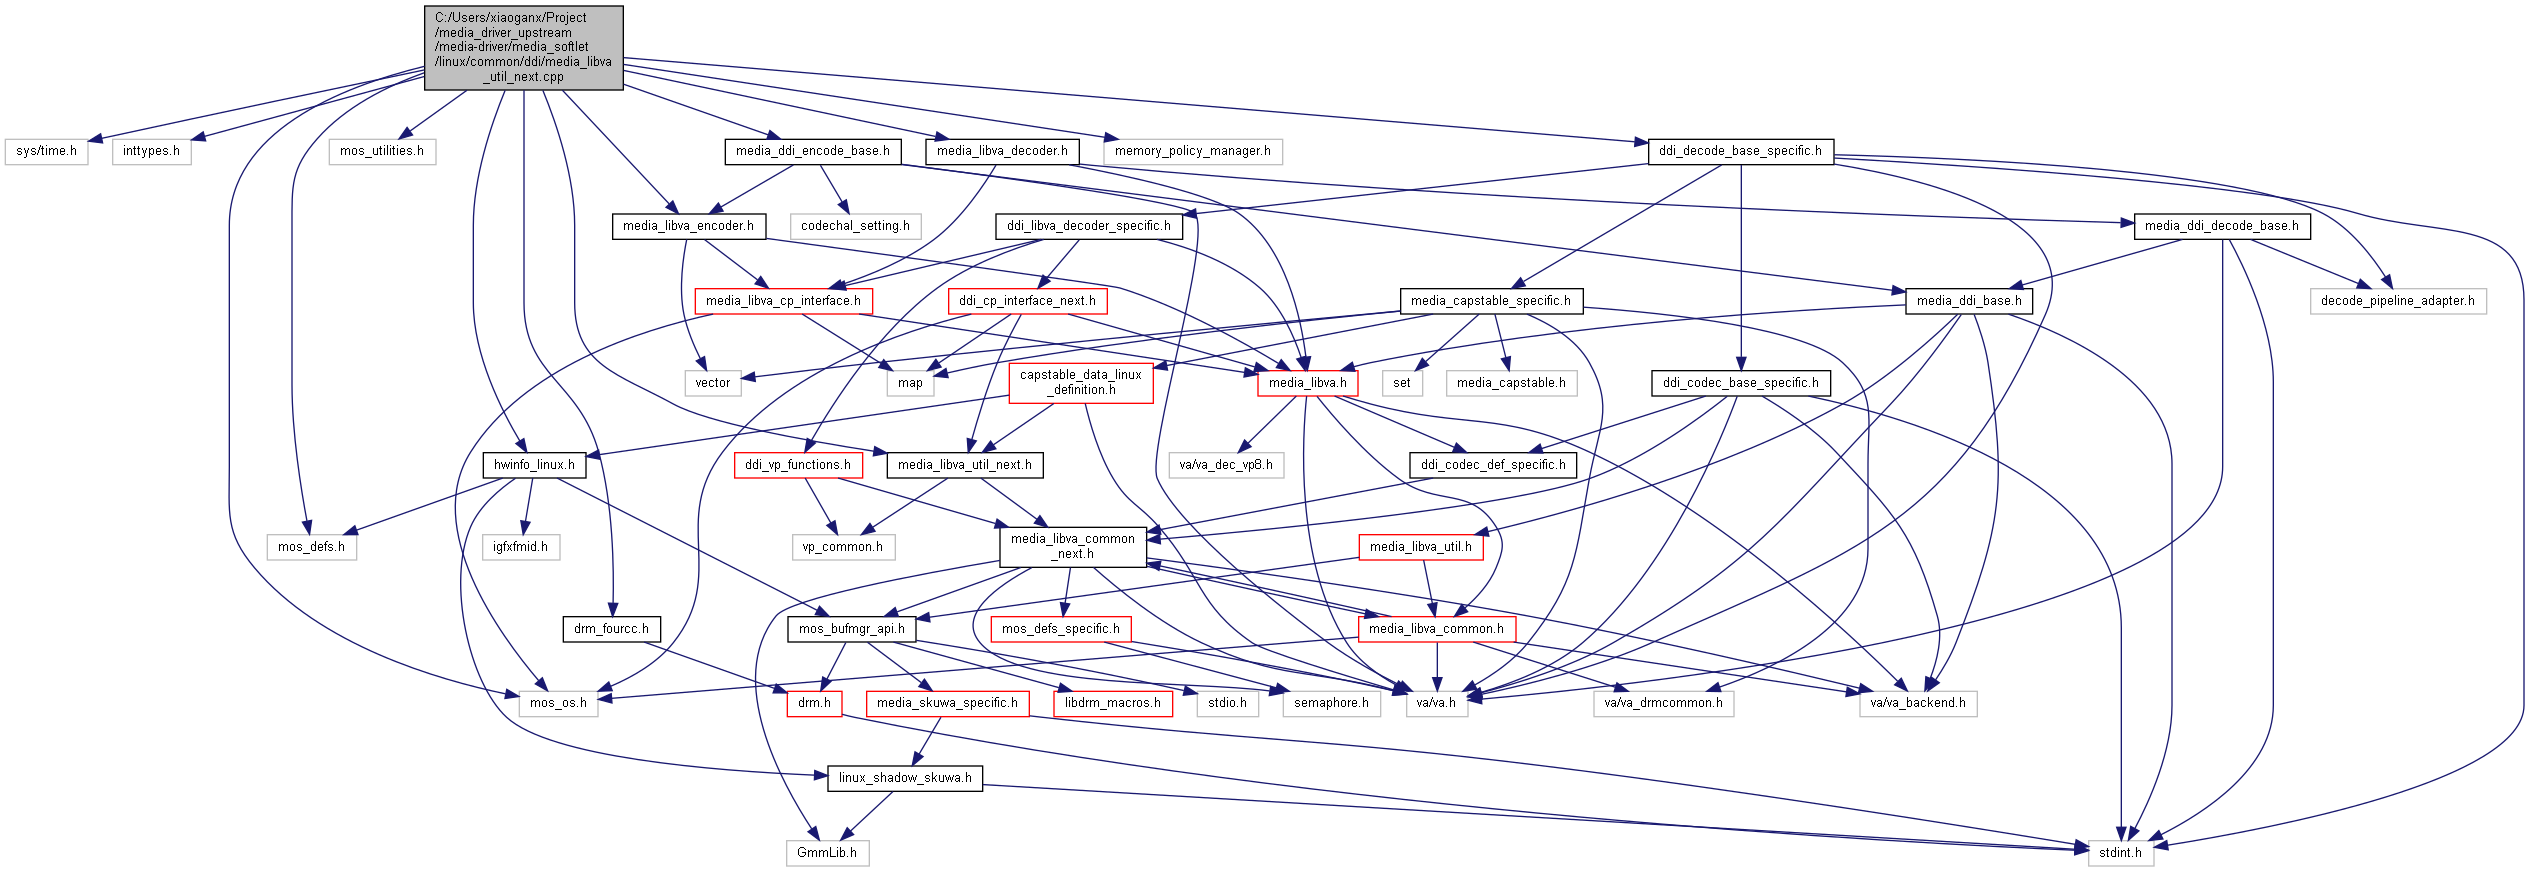 C:/Users/xiaoganx/Project
/media_driver_upstream
/media-driver/media_softlet
/linux/common/ddi/media_libva
_util_next.cpp
sys/time.h
inttypes.h
mos_utilities.h
media_ddi_encode_base.h
media_libva_decoder.h
memory_policy_manager.h
ddi_decode_base_specific.h
media_libva_encoder.h
codechal_setting.h
ddi_libva_decoder_specific.h
media_ddi_decode_base.h
media_libva_cp_interface.h
ddi_cp_interface_next.h
media_capstable_specific.h
media_ddi_base.h
decode_pipeline_adapter.h
vector
map
capstable_data_linux
_definition.h
media_libva.h
set
media_capstable.h
ddi_codec_base_specific.h
hwinfo_linux.h
ddi_vp_functions.h
media_libva_util_next.h
va/va_dec_vp8.h
ddi_codec_def_specific.h
mos_defs.h
igfxfmid.h
vp_common.h
media_libva_common
_next.h
media_libva_util.h
drm_fourcc.h
mos_bufmgr_api.h
mos_defs_specific.h
media_libva_common.h
mos_os.h
drm.h
media_skuwa_specific.h
libdrm_macros.h
stdio.h
semaphore.h
va/va.h
va/va_drmcommon.h
va/va_backend.h
linux_shadow_skuwa.h
GmmLib.h
stdint.h